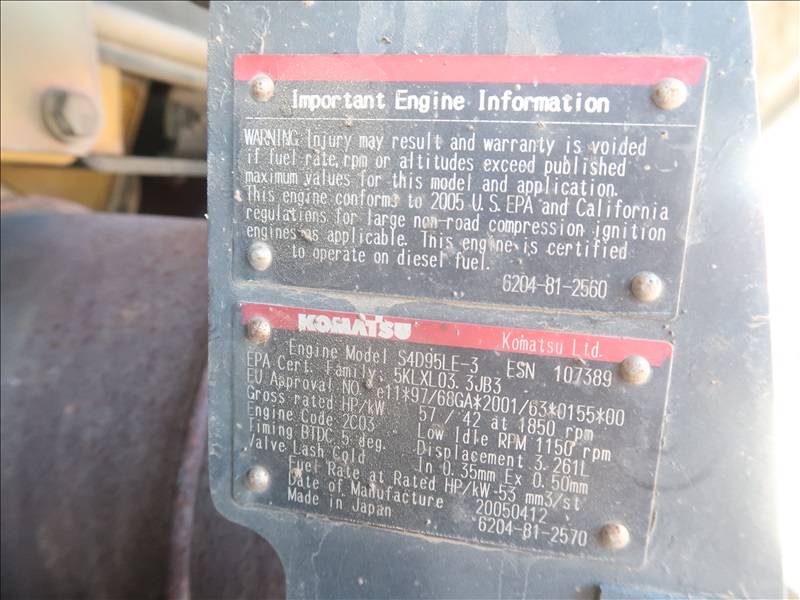 Important Engine Information
WARNING Injury may result and warranty is voided
if fuel rate, rpm or altitudes exceed published
maximum values for this model and application.
This engine conforms to 2005 U.S.EPA and California
regulations for large non-road compression ignition
engines as applicable. This engine is certified
to operate on diesel fuel.
6204-81-2560
KOMATSU Komatsu Ltd.
Engine Model S4D95LE-3 ESN 107389
EPA Cert. Family: 5KLXL03.3JB3
EU Approval NO. e11*97/68GA*2001/63*0155*00
Gross rated HP/kW 57 / 42 at 1850 rpm
Engine Code 2C03 Low Idle RPM 1150 rpm
Timing BTDC 5 deg. Displacement 3.261L
Valve Lash Cold In 0.35mm Ex 0.50mm
Fuel Rate at Rated HP/kW 53 mm3/st
Date of Manufacture 20050412
Made in Japan 6204-81-2570